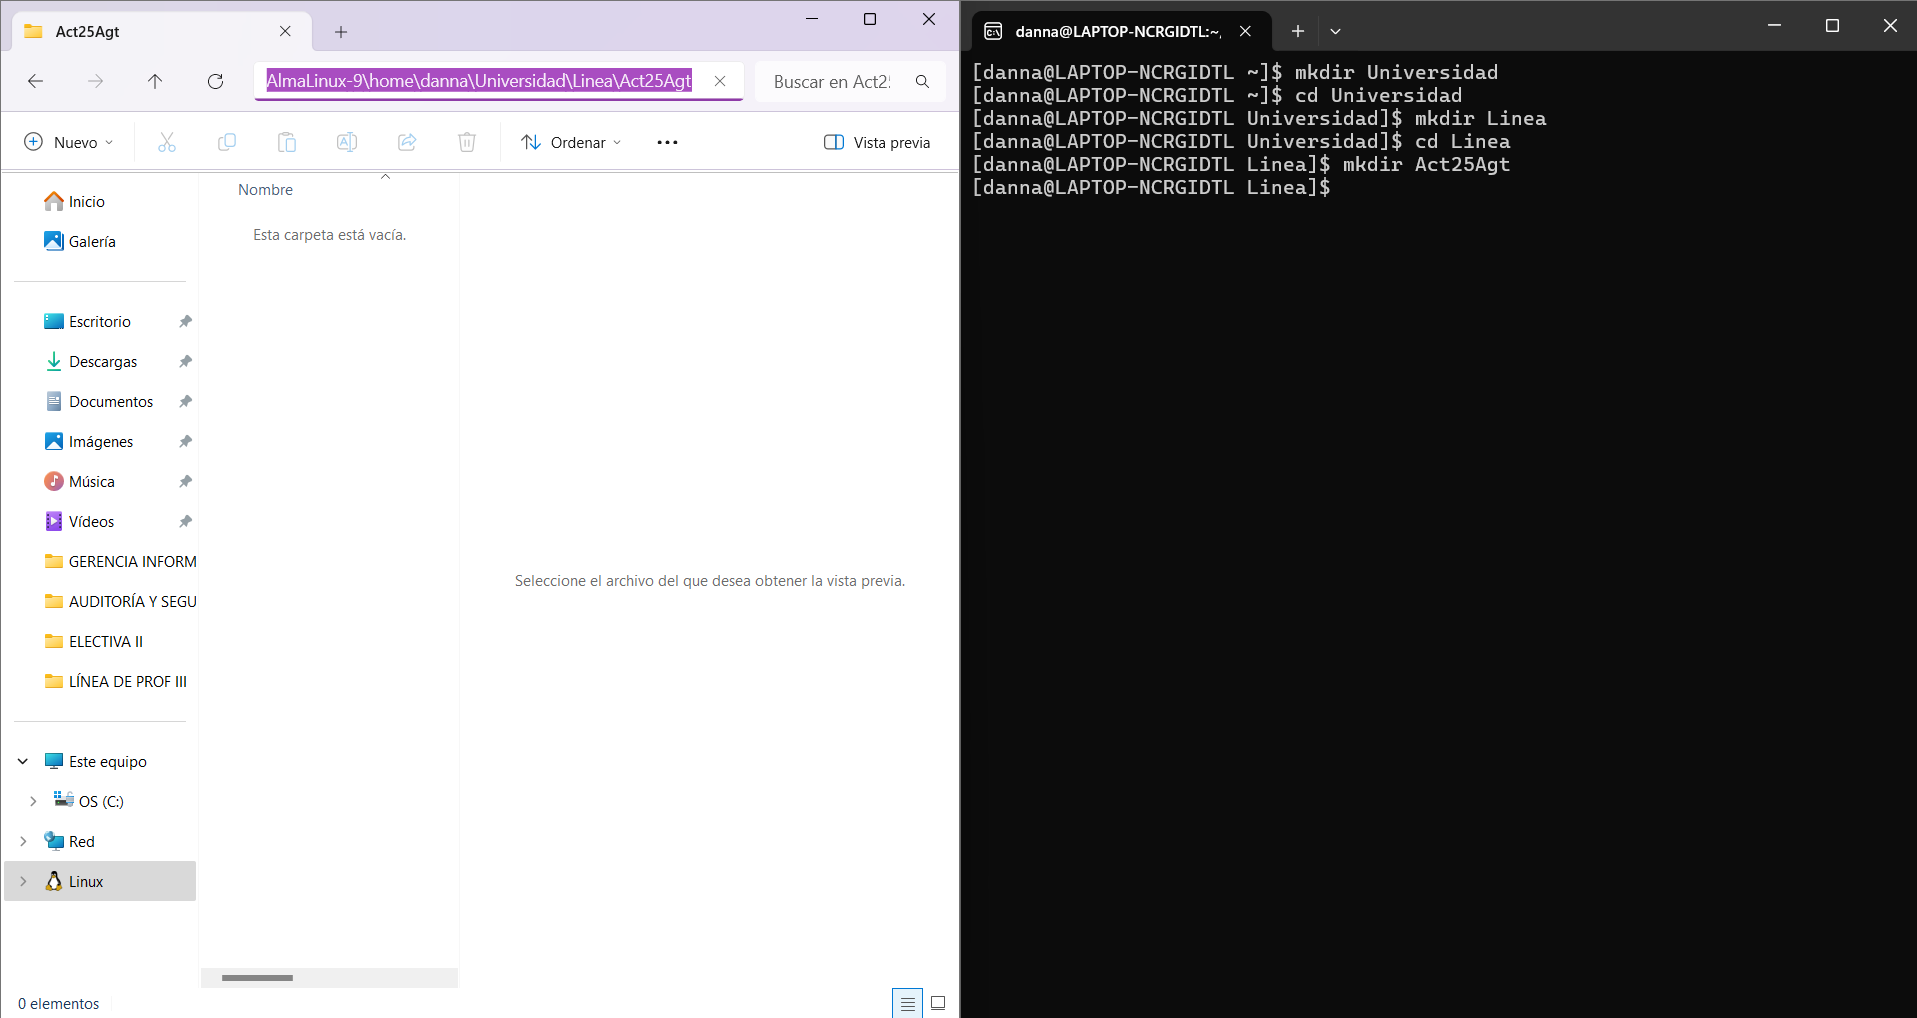 Act25Agt
AlmaLinux-9\home\danna\Universidad\Linea\Act25Agt
Buscar en Act2
Nuevo
Ordenar
Vista previa
Inicio
Galería
Escritorio
Descargas
Documentos
Imágenes
Música
Vídeos
GERENCIA INFORM
AUDITORÍA Y SEGU
ELECTIVA II
LÍNEA DE PROF III
Este equipo
OS (C:)
Red
Linux
Nombre
Esta carpeta está vacía.
Seleccione el archivo del que desea obtener la vista previa.
0 elementos
danna@LAPTOP-NCRGIDTL:~,
[danna@LAPTOP-NCRGIDTL ~]$ mkdir Universidad
[danna@LAPTOP-NCRGIDTL ~]$ cd Universidad
[danna@LAPTOP-NCRGIDTL Universidad]$ mkdir Linea
[danna@LAPTOP-NCRGIDTL Universidad]$ cd Linea
[danna@LAPTOP-NCRGIDTL Linea]$ mkdir Act25Agt
[danna@LAPTOP-NCRGIDTL Linea]$